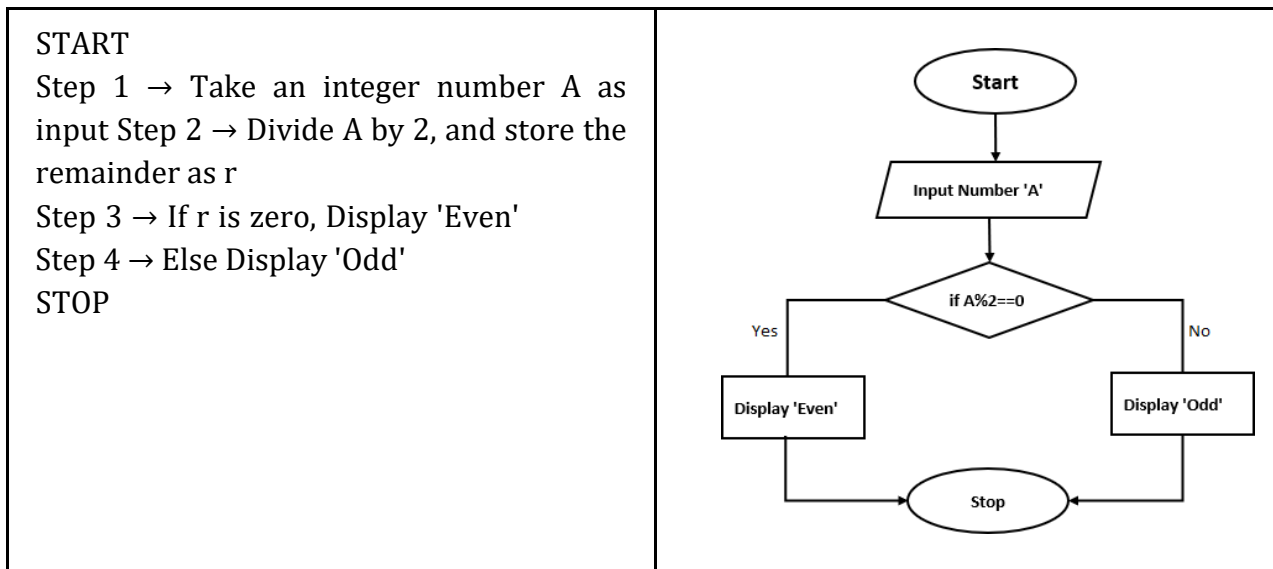 START
Step 1 → Take an integer number A as
input Step 2 → Divide A by 2, and store the
remainder as r
Step 3 → If r is zero, Display 'Even'
Step 4 → Else Display 'Odd'
STOP
Start
Input Number 'A'
if A%2==0
Yes
No
Display 'Even'
Display 'Odd'
Stop